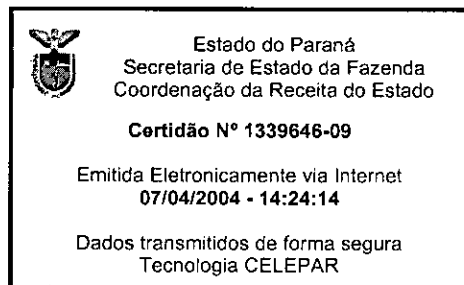 Estado do Paraná
Secretaria de Estado da Fazenda
Coordenação da Receita do Estado
Certidão Nº 1339646-09
Emitida Eletronicamente via Internet
07/04/2004 - 14:24:14
Dados transmitidos de forma segura
Tecnologia CELEPAR